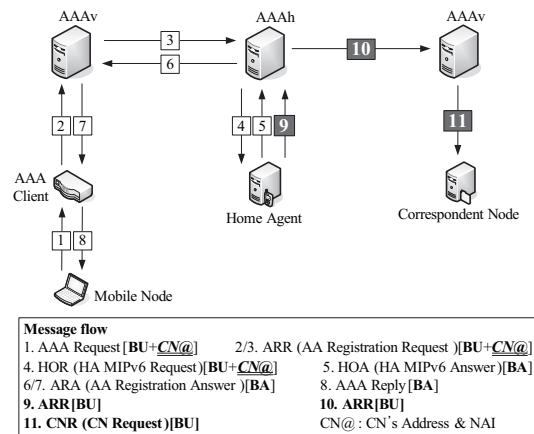 AAAv
AAAh
AAAv
3
6
10
2
7
4
5
9
11
AAA
Client
Home Agent
Correspondent Node
1
8
Mobile Node
Message flow
1. AAA Request[BU+CN@] 2/3. ARR (AA Registration Request )[BU+CN@]
4. HOR (HA MIPv6 Request)[BU+CN@] 5. HOA (HA MIPv6 Answer)[BA]
6/7. ARA (AA Registration Answer )[BA] 8. AAA Reply[BA]
9. ARR[BU] 10. ARR[BU]
11. CNR (CN Request)[BU] CN@ : CN's Address & NAI